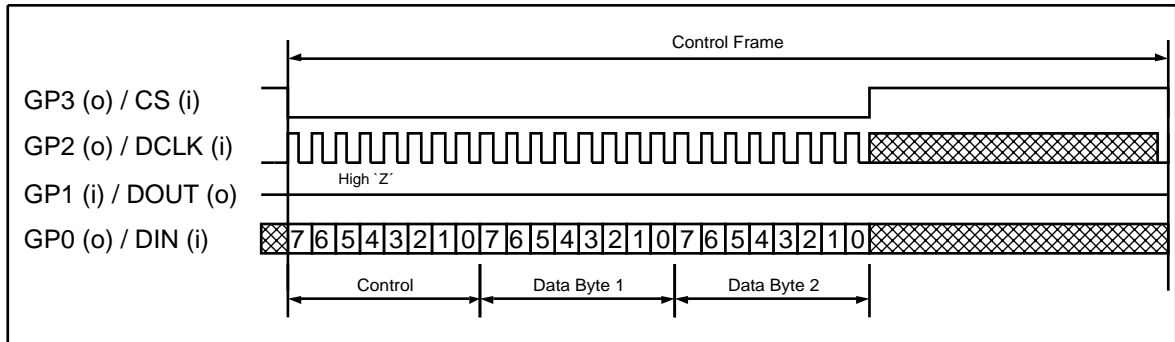 Control Frame
GP3 (o) / CS (i)
GP2 (o) / DCLK (i)
High `Z´
GP1 (i) / DOUT (o)
GP0 (o) / DIN (i) 7 6 5 4 3 2 1 0 7 6 5 4 3 2 1 0 7 6 5 4 3 2 1 0
Control Data Byte 1 Data Byte 2